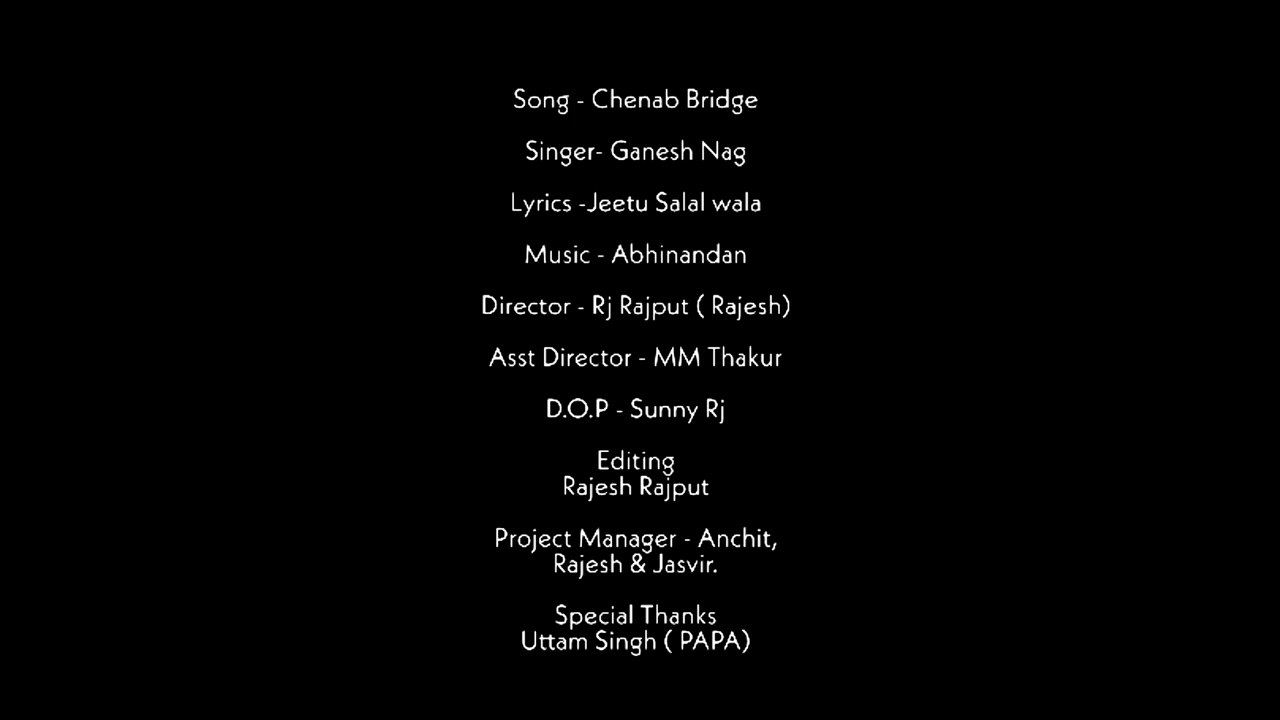 Song - Chenab Bridge
Singer- Ganesh Nag
Lyrics -Jeetu Salal wala
Music - Abhinandan
Director - Rj Rajput ( Rajesh)
Asst Director - MM Thakur
D.O.P - Sunny Rj
Editing
Rajesh Rajput
Project Manager - Anchit,
Rajesh & Jasvir.
Special Thanks
Uttam Singh ( PAPA)